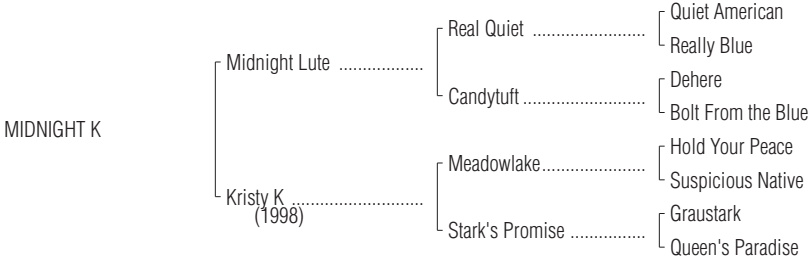 Quiet American
Real Quiet ........................
Really Blue
Midnight Lute ..................
Dehere
Candytuft ..........................
Bolt From the Blue
MIDNIGHT K
Hold Your Peace
Meadowlake......................
Suspicious Native
Kristy K ............................
(1998)
Graustark
Stark's Promise ................
Queen's Paradise